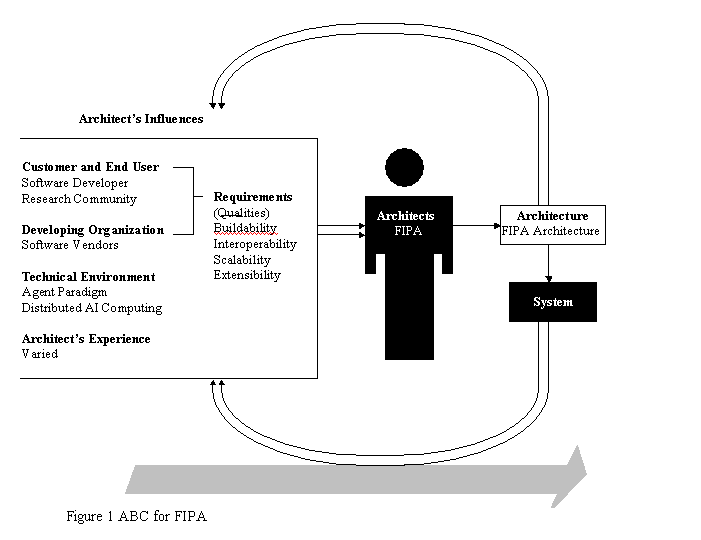 Architect's Influences
Customer and End User
Software Developer
Research Community
Developing Organization
Software Vendors
Technical Environment
Agent Paradigm
Distributed AI Computing
Architect's Experience
Varied
Requirements
(Qualities)
Buildability
Interoperability
Scalability
Extensibility
Architects
FIPA
Architecture
FIPA Architecture
System
Figure 1 ABC for FIPA